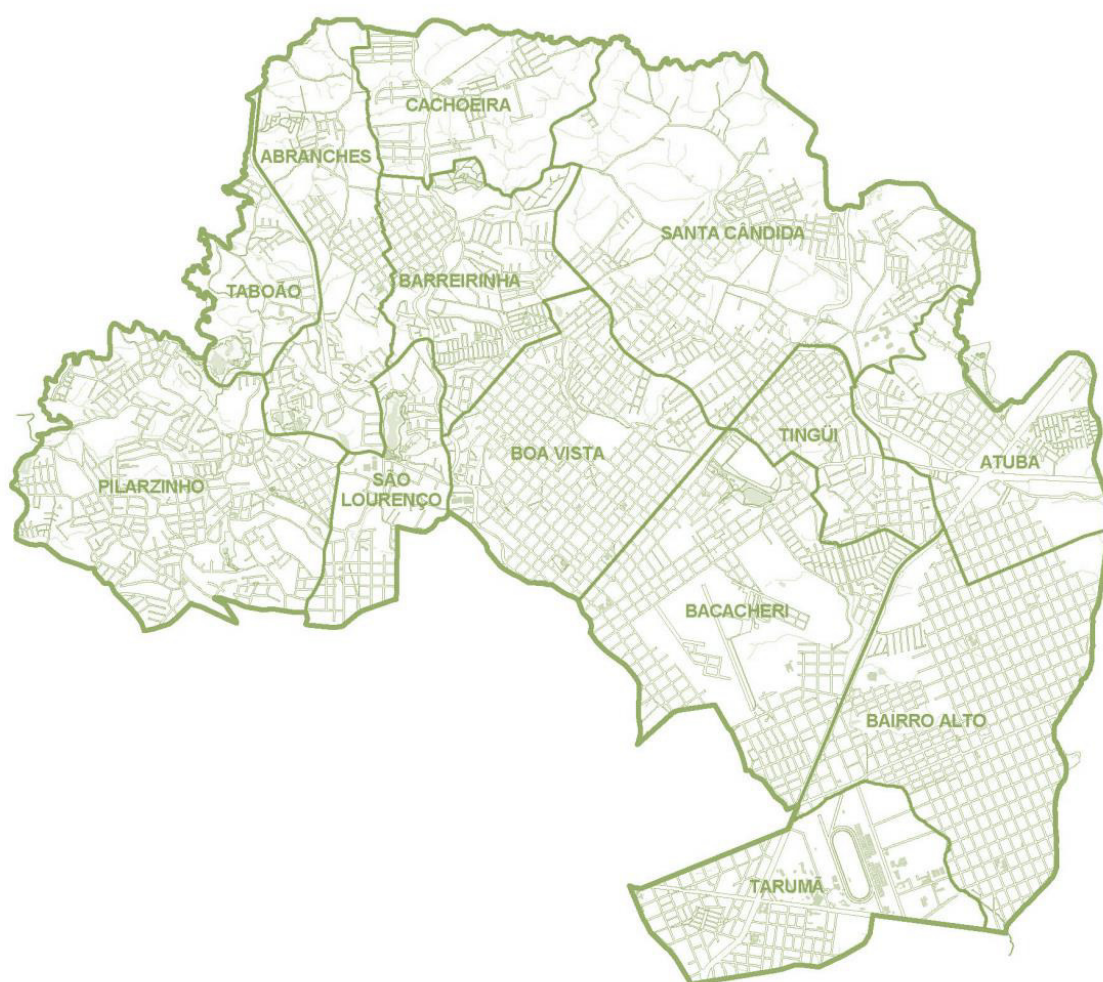 CACHOEIRA
ABRANCHES
SANTA CÂNDIDA
TABOÃO
BARREIRINHA
TINGÜI
BOA VISTA
ATUBA
PILARZINHO
SÃO
LOURENÇO
BACACHERI
BAIRRO ALTO
TARUMÃ